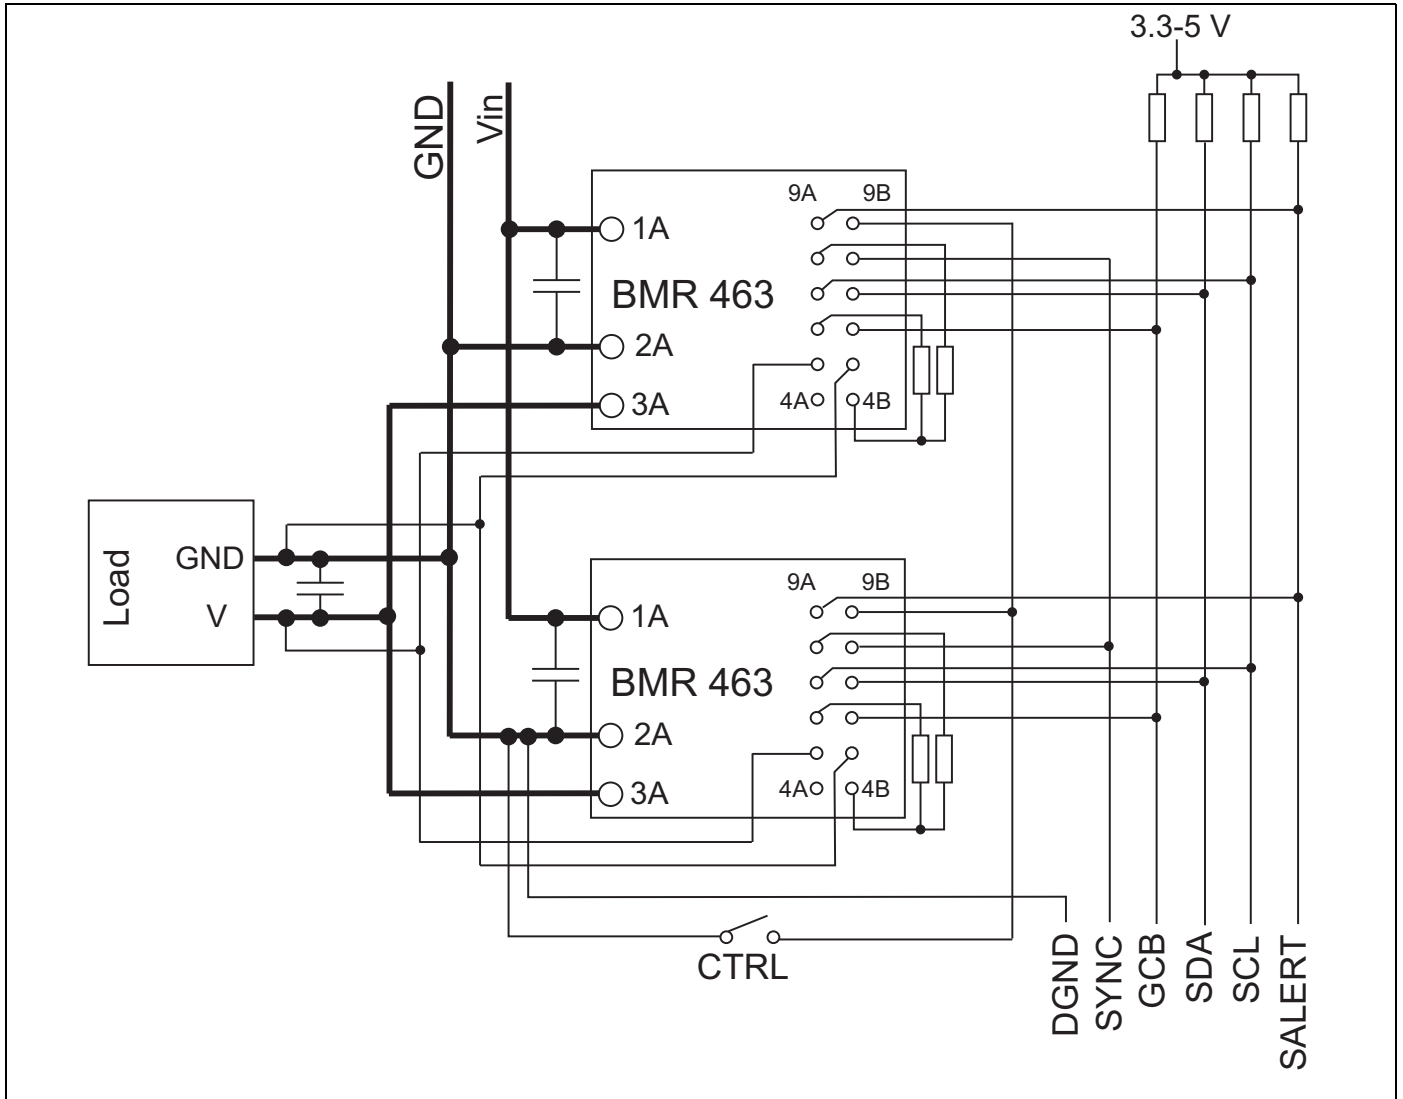 3.3-5 V
GND
Vin
9A 9B
1A
BMR 463
2A
3A
4A
4B
Load
GND
V
9A 9B
1A
BMR 463
2A
3A
4A
4B
CTRL
DGND
SYNC
GCB
SDA
SCL
SALERT